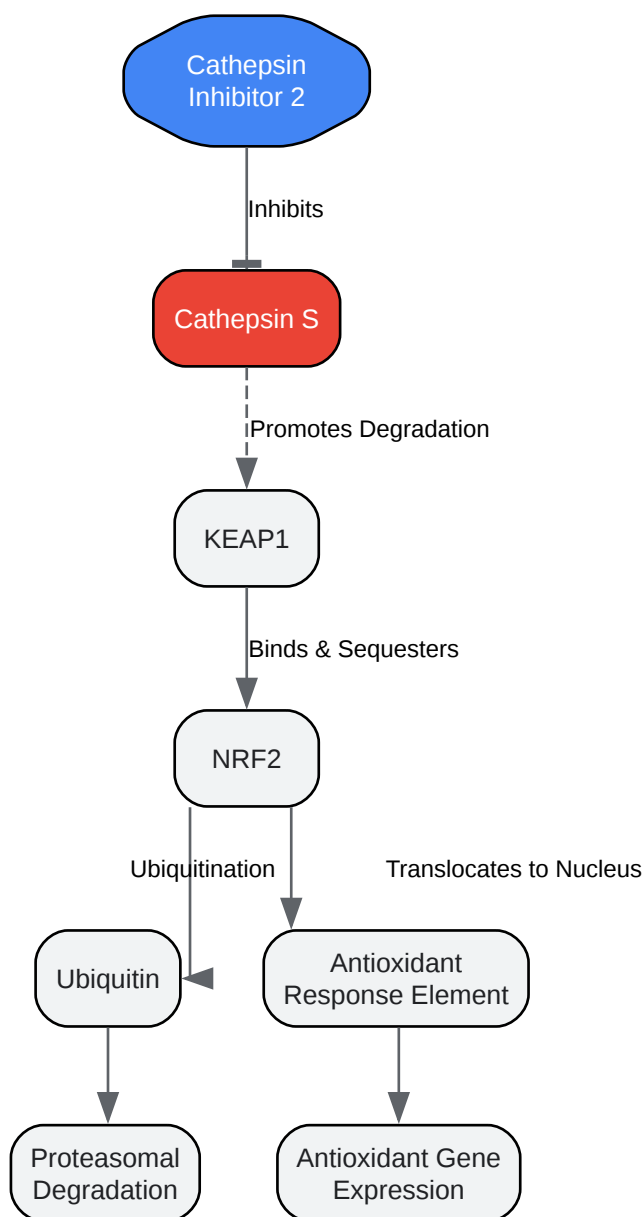 Cathepsin
Inhibitor 2
Inhibits
Cathepsin S
Promotes Degradation
KEAP1
Binds & Sequesters
NRF2
Ubiquitination
Translocates to Nucleus
Ubiquitin
Antioxidant
Response Element
Proteasomal
Degradation
Antioxidant Gene
Expression